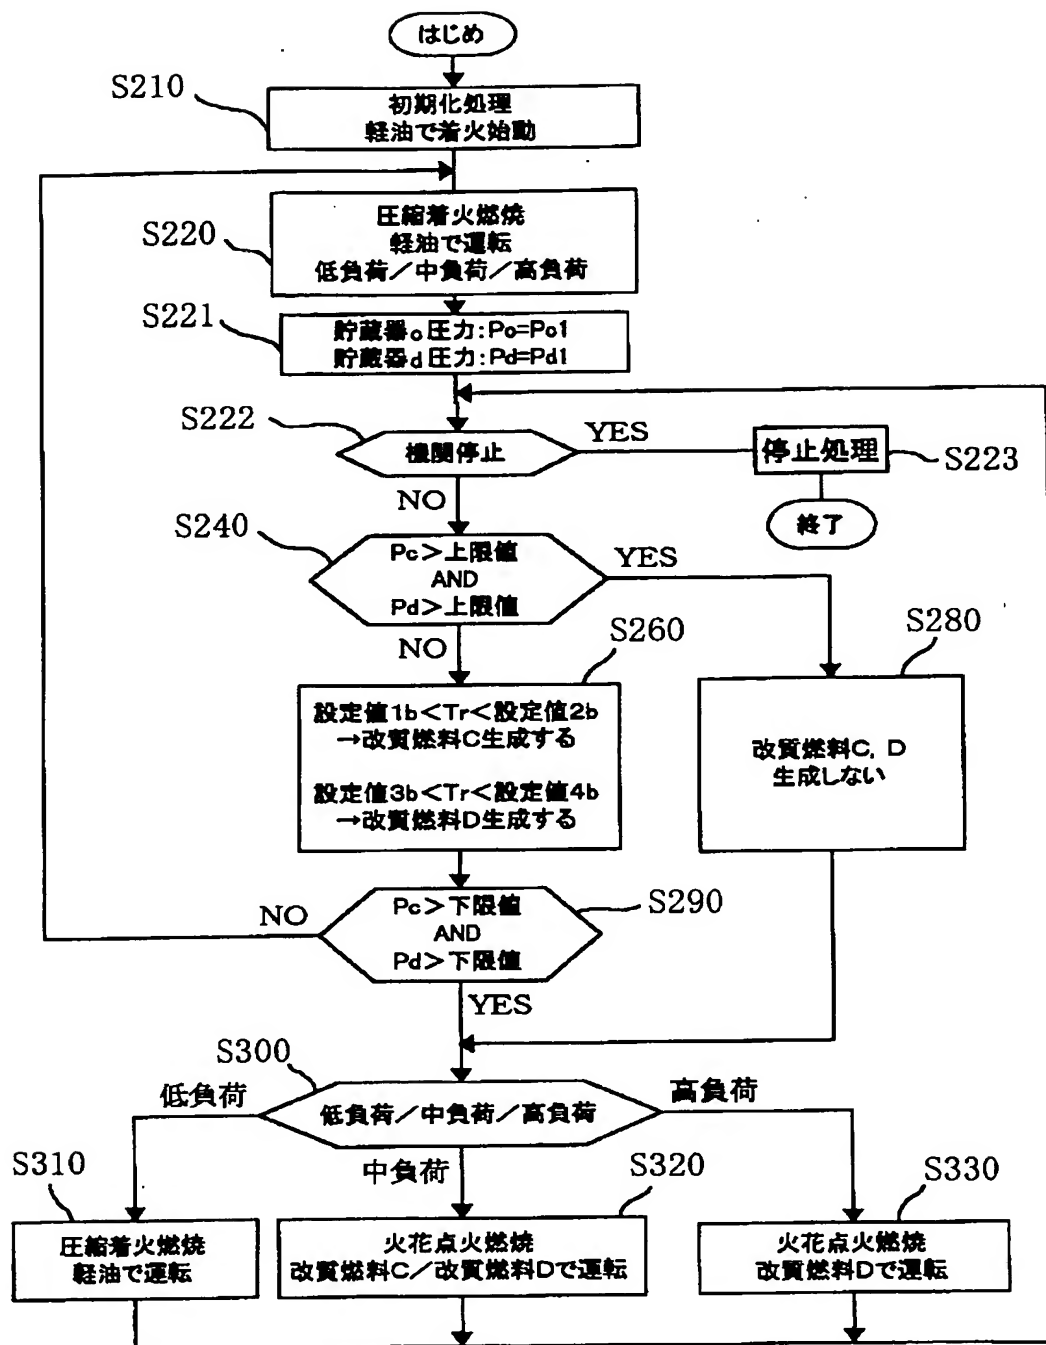 はじめ
S210
初期化処理
軽油で着火始動
S220
圧縮着火燃焼
軽油で運転
低負荷／中負荷／高負荷
S221
貯蔵器c圧力:Pc=Pc1
貯蔵器d圧力:Pd=Pd1
S222
機関停止
YES
停止処理
S223
NO
終了
S240
Pc＞上限値
AND
Pd＞上限値
YES
NO
S260
S280
設定値1b＜Tr＜設定値2b
→改質燃料C生成する
設定値3b＜Tr＜設定値4b
→改質燃料D生成する
改質燃料C, D
生成しない
NO
Pc＞下限値
AND
Pd＞下限値
S290
YES
S300
低負荷
低負荷／中負荷／高負荷
高負荷
中負荷
S310
S320
S330
圧縮着火燃焼
軽油で運転
火花点火燃焼
改質燃料C／改質燃料Dで運転
火花点火燃焼
改質燃料Dで運転